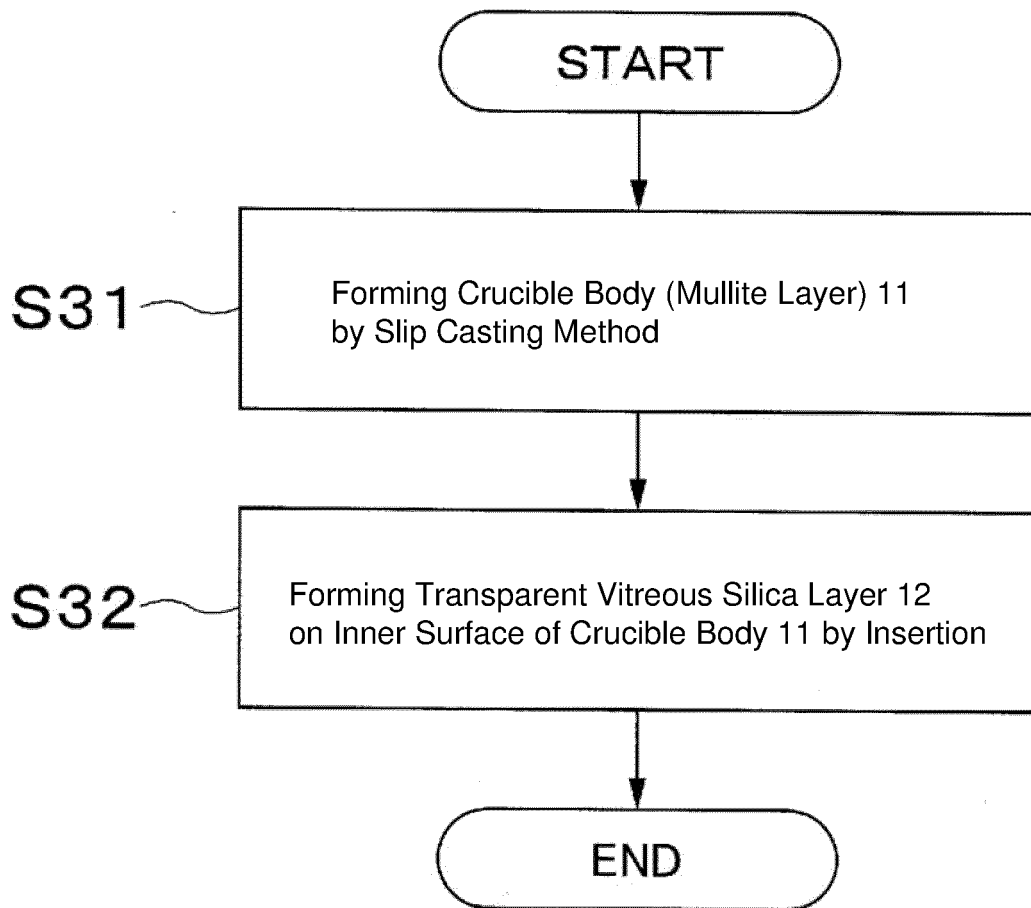 START
S31
Forming Crucible Body (Mullite Layer) 11
by Slip Casting Method
S32
Forming Transparent Vitreous Silica Layer 12
on Inner Surface of Crucible Body 11 by Insertion
END